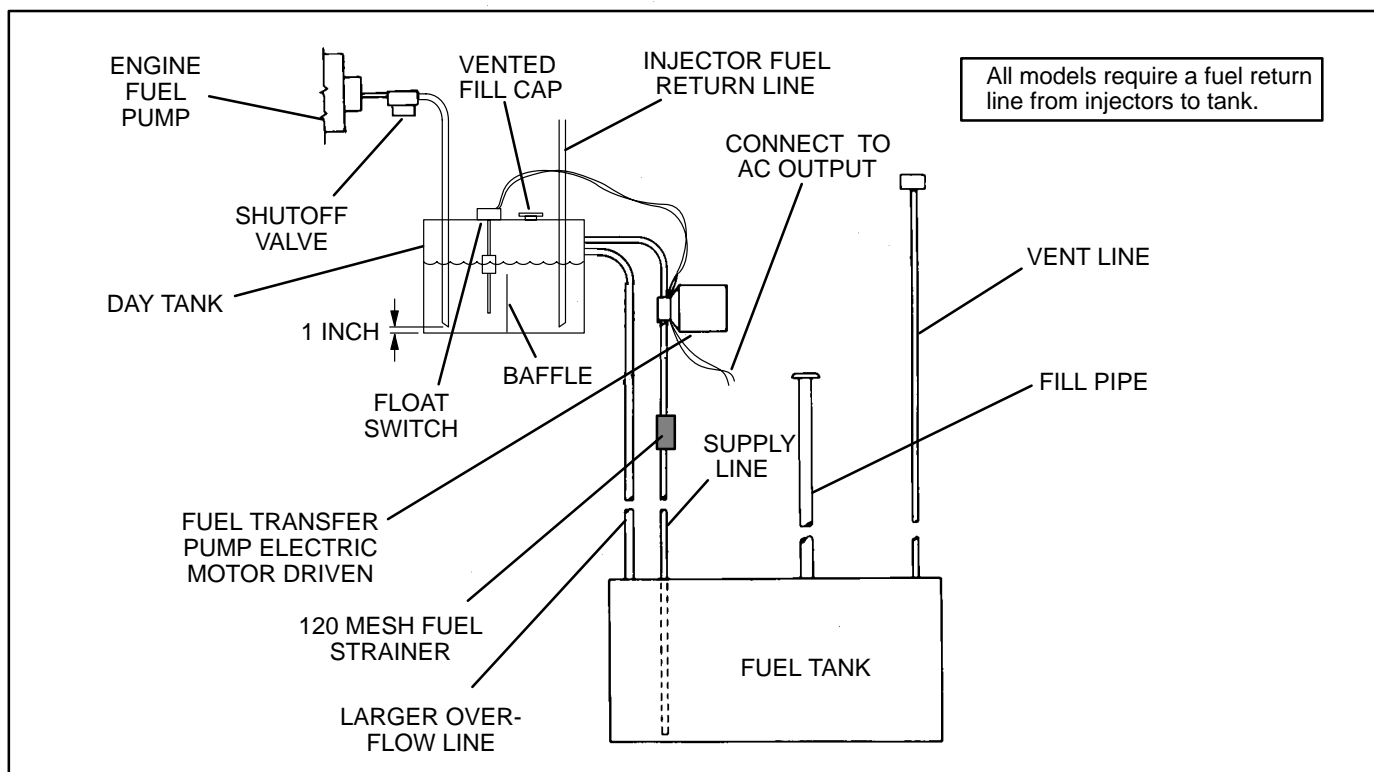 ENGINE
FUEL
PUMP
VENTED
FILL CAP
INJECTOR FUEL
RETURN LINE
All models require a fuel return
line from injectors to tank.
CONNECT TO
AC OUTPUT
SHUTOFF
VALVE
VENT LINE
DAY TANK
1 INCH
BAFFLE
FILL PIPE
FLOAT
SWITCH
SUPPLY
LINE
FUEL TRANSFER
PUMP ELECTRIC
MOTOR DRIVEN
120 MESH FUEL
STRAINER
FUEL TANK
LARGER OVER-
FLOW LINE